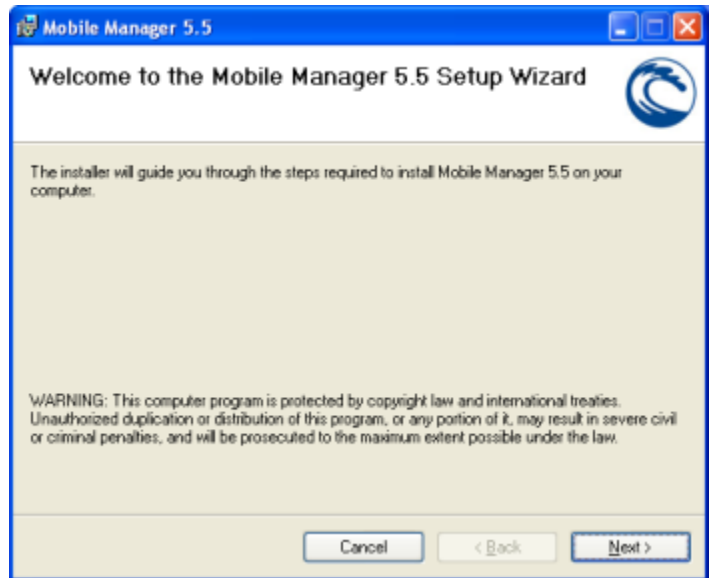 Mobile Manager 5.5
Welcome to the Mobile Manager 5.5 Setup Wizard
The installer will guide you through the steps required to install Mobile Manager 5.5 on your
computer.
WARNING: This computer program is protected by copyright law and international treaties.
Unauthorized duplication or distribution of this program, or any portion of it, may result in severe civil
or criminal penalties, and will be prosecuted to the maximum extent possible under the law.
Cancel < Back Next >